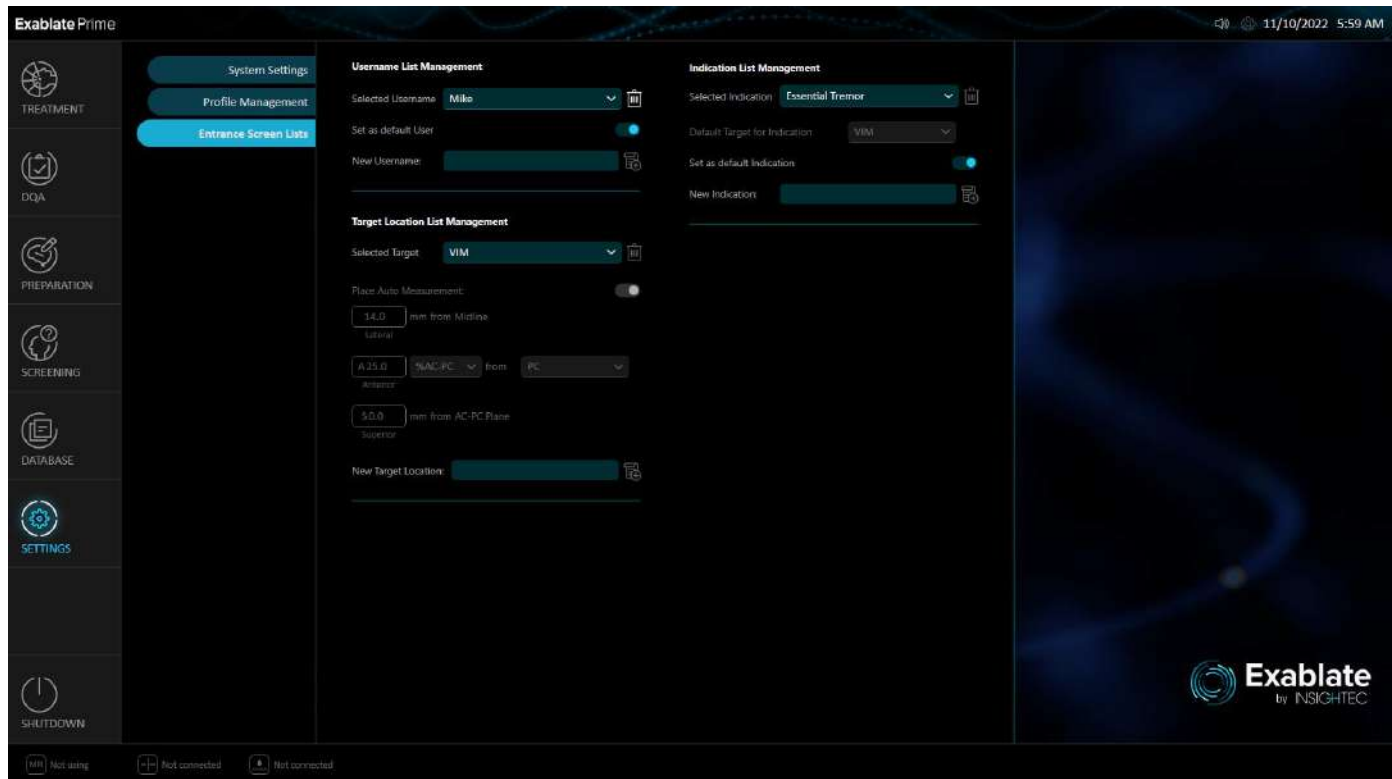 Exablate Prime
11/10/2022 5:59 AM
TREATMENT
DQA
PREPARATION
SCREENING
DATABASE
SETTINGS
SHUTDOWN
System Settings
Profile Management
Entrance Screen Lists
Username List Management
Selected Username Mike
Set as default User
New Username:
Target Location List Management
Selected Target VIM
Place Auto Measurement:
14.0 mm from Midline
Lateral
A 25.0 %AC-PC from PC
Anterior
S 0.0 mm from AC-PC Plane
Superior
New Target Location:
Indication List Management
Selected Indication Essential Tremor
Default Target for Indication VIM
Set as default Indication
New Indication:
Exablate
by INSIGHTEC
MR Not using
Not connected
Not connected